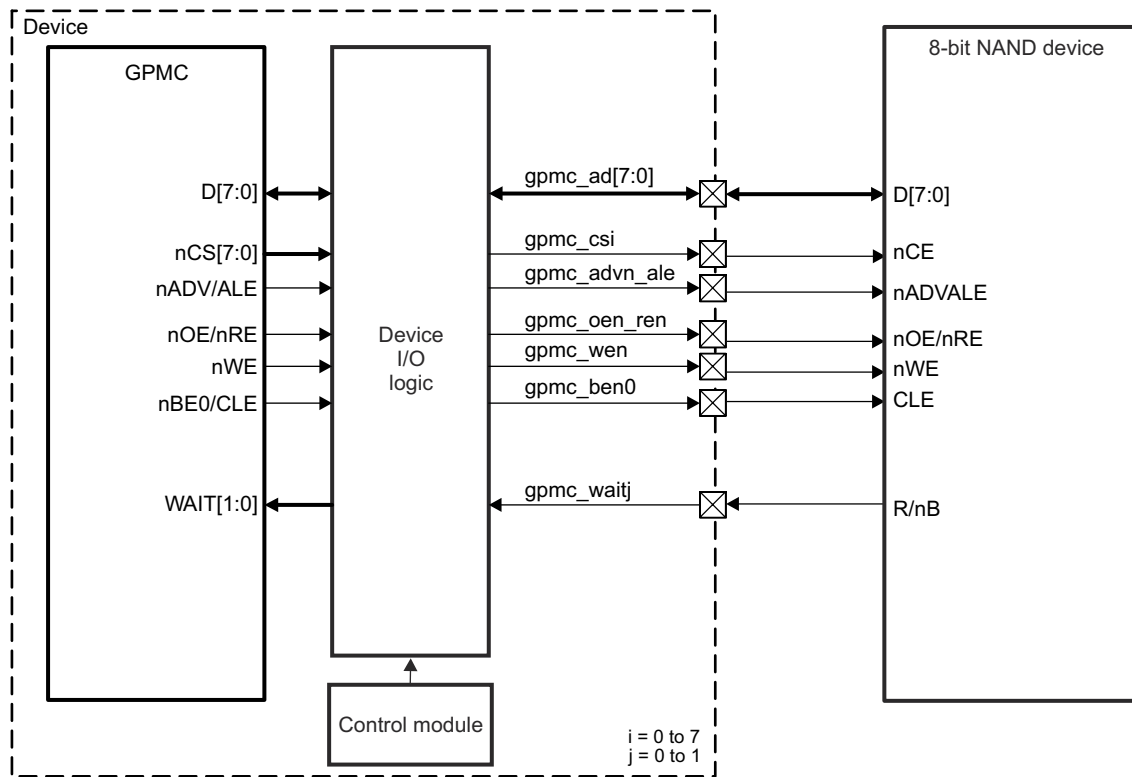 Device
GPMC
8-bit NAND device
D[7:0]
gpmc_ad[7:0]
D[7:0]
nCS[7:0]
gpmc_csi
nCE
nADV/ALE
gpmc_advn_ale
nADVALE
nOE/nRE
gpmc_oen_ren
nOE/nRE
Device
I/O
logic
nWE
gpmc_wen
nWE
nBE0/CLE
gpmc_ben0
CLE
WAIT[1:0]
gpmc_waitj
R/nB
Control module
i = 0 to 7
j = 0 to 1